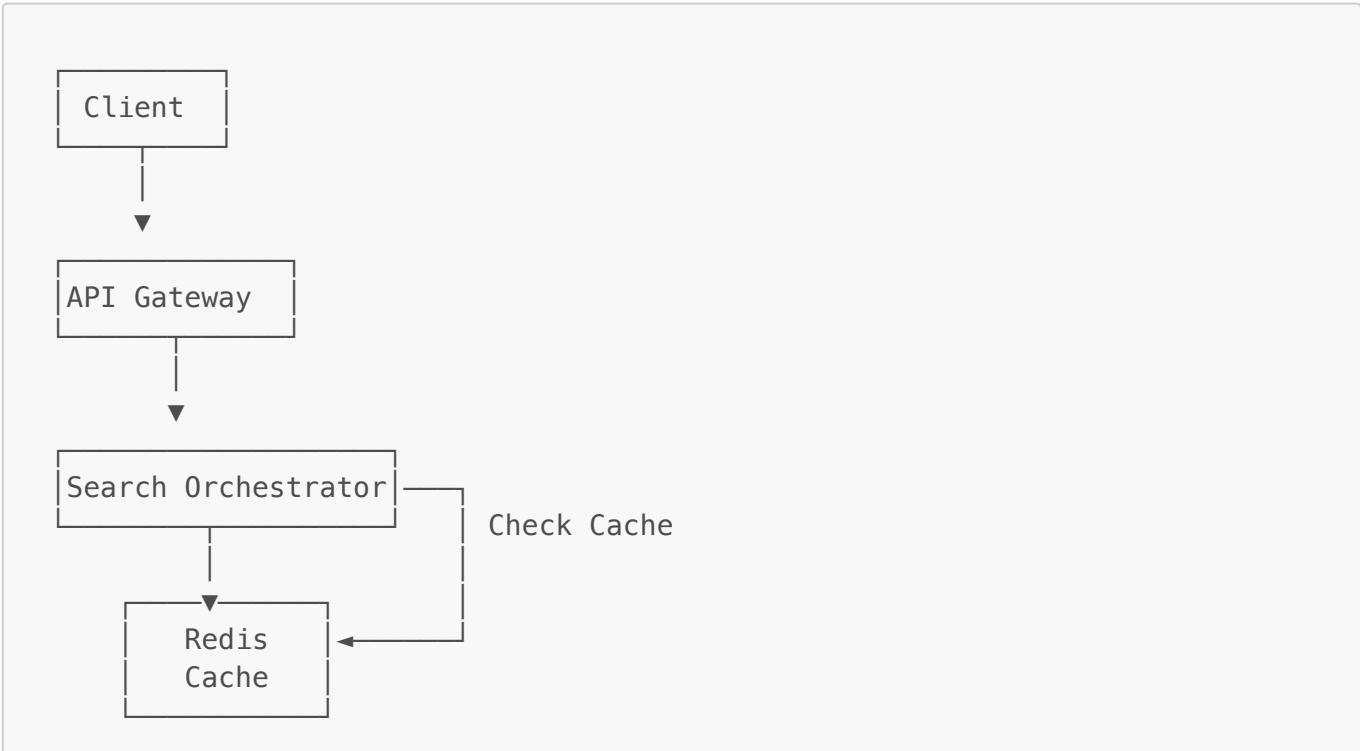 Client
API Gateway
Search Orchestrator
Check Cache
Redis
Cache